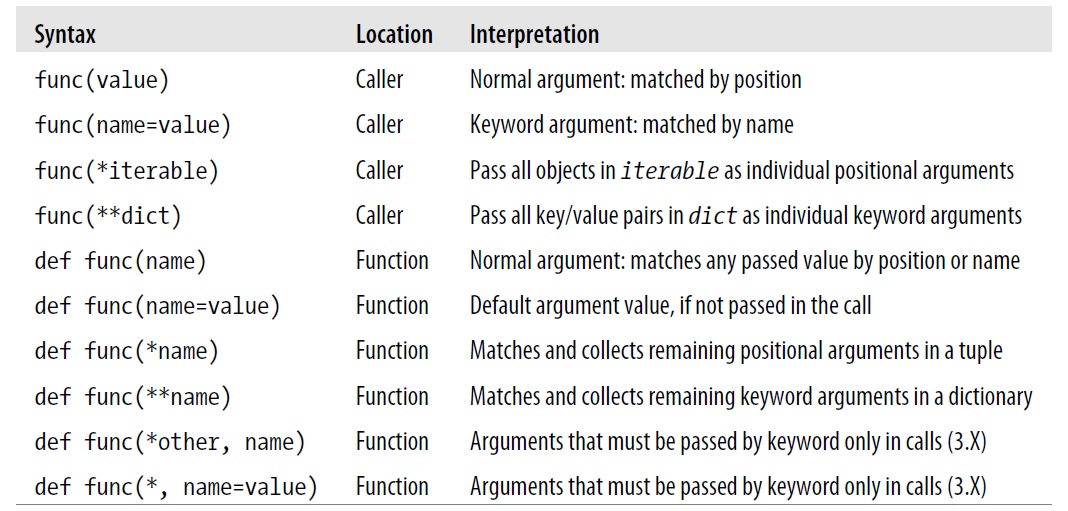 Syntax Location Interpretation
func(value) Caller Normal argument: matched by position
func(name=value) Caller Keyword argument: matched by name
func(*iterable) Caller Pass all objects in iterable as individual positional arguments
func(**dict) Caller Pass all key/value pairs in dict as individual keyword arguments
def func(name) Function Normal argument: matches any passed value by position or name
def func(name=value) Function Default argument value, if not passed in the call
def func(*name) Function Matches and collects remaining positional arguments in a tuple
def func(**name) Function Matches and collects remaining keyword arguments in a dictionary
def func(*other, name) Function Arguments that must be passed by keyword only in calls (3.X)
def func(*, name=value) Function Arguments that must be passed by keyword only in calls (3.X)